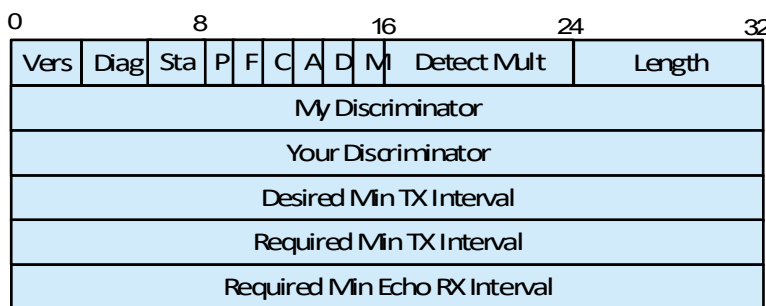 0 8 16 24 32
Vers Diag Sta P F C A D M Detect Mult Length
My Discriminator
Your Discriminator
Desired Min TX Interval
Required Min TX Interval
Required Min Echo RX Interval